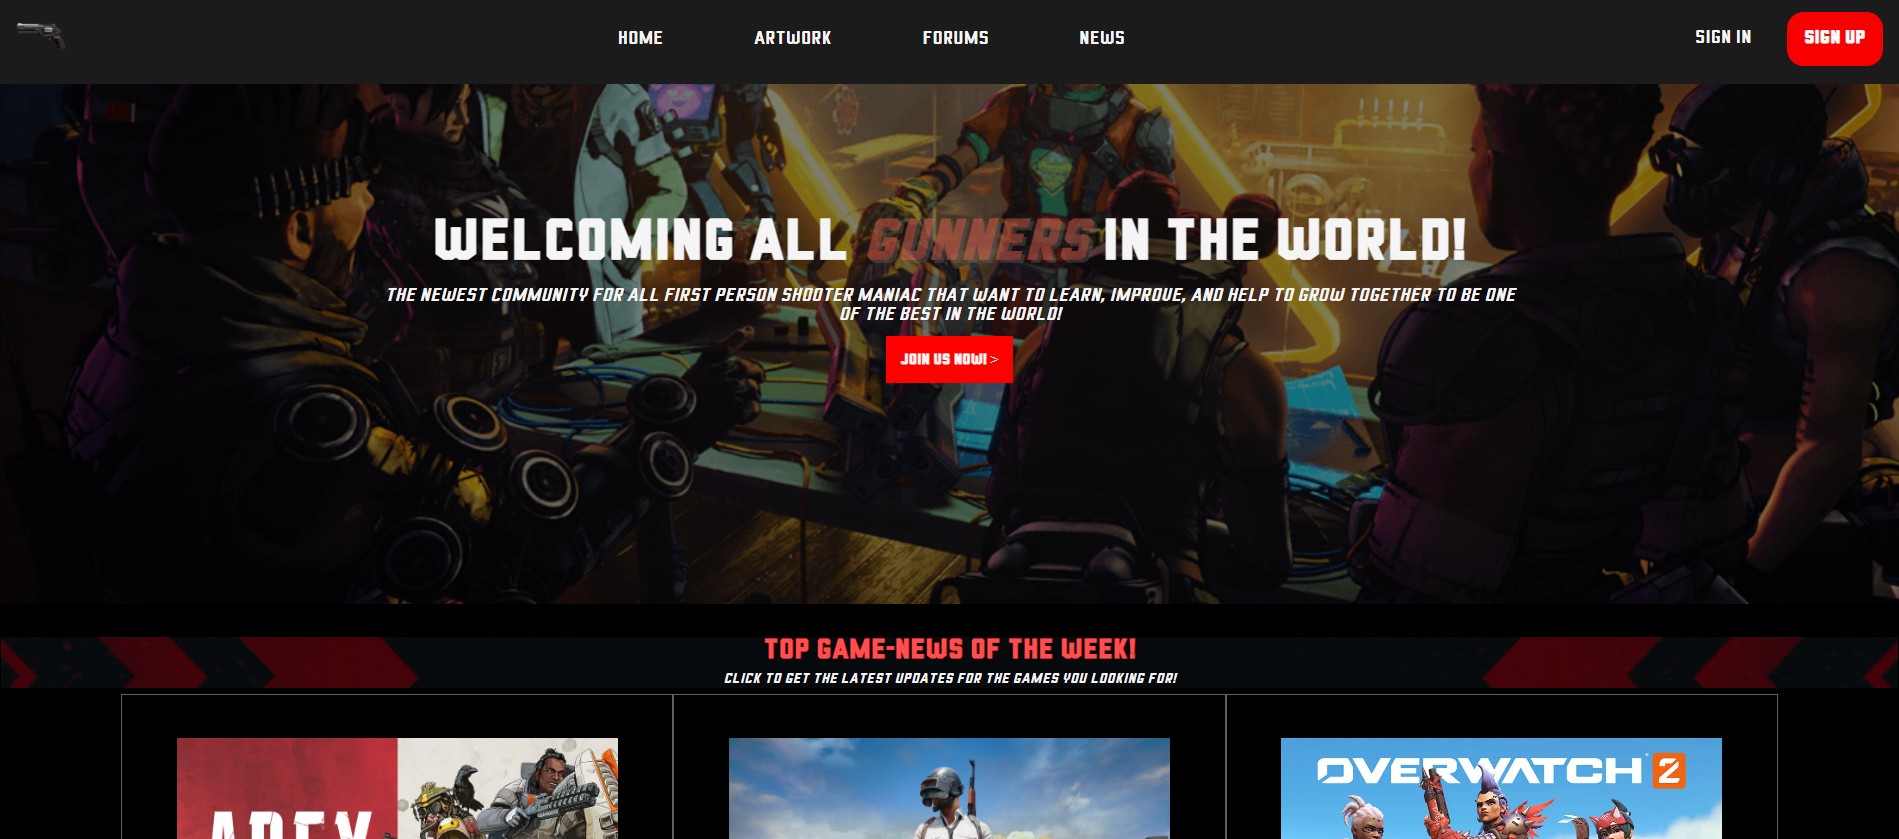 HOME ARTWORK FORUMS NEWS SIGN IN SIGN UP
WELCOMING ALL GUNNERS IN THE WORLD!
THE NEWEST COMMUNITY FOR ALL FIRST PERSON SHOOTER MANIAC THAT WANT TO LEARN, IMPROVE, AND HELP TO GROW TOGETHER TO BE ONE
OF THE BEST IN THE WORLD!
JOIN US NOW! >
TOP GAME-NEWS OF THE WEEK!
CLICK TO GET THE LATEST UPDATES FOR THE GAMES YOU LOOKING FOR!
APEX
OVERWATCH 2